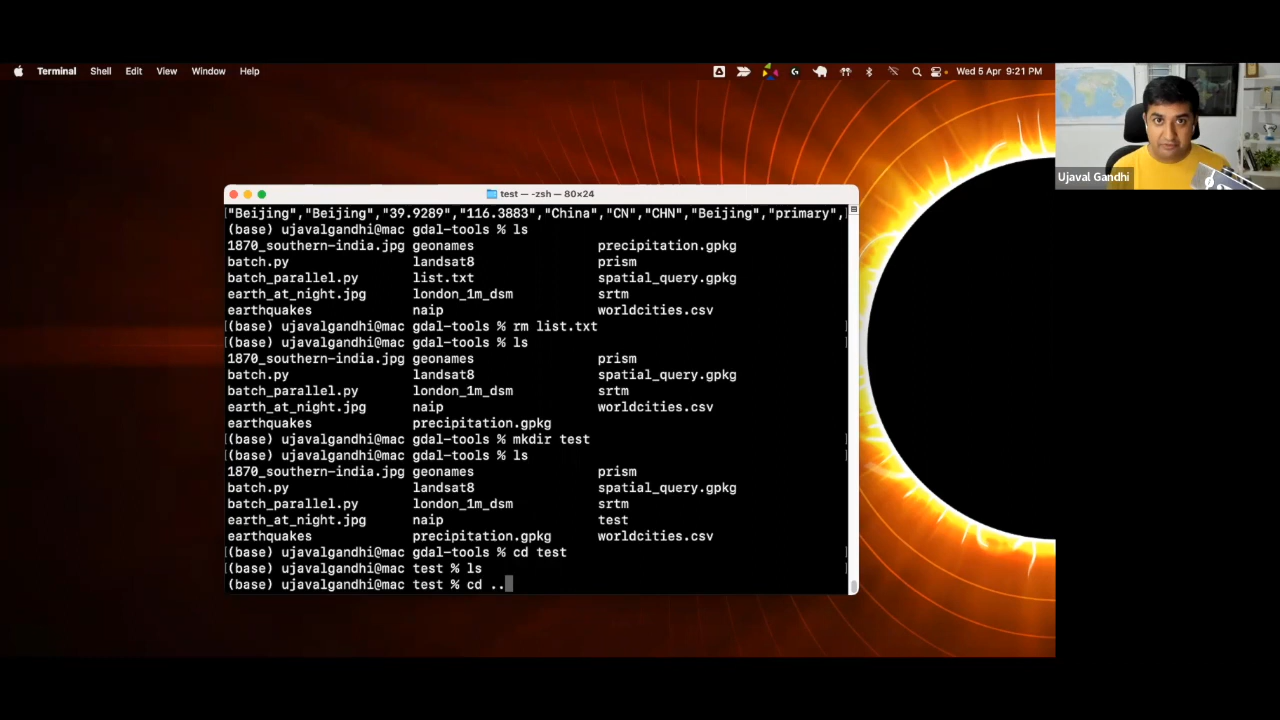 Terminal Shell Edit View Window Help Wed 5 Apr 9:21 PM
Ujaval Gandhi
test — -zsh — 80×24
"Beijing","Beijing","39.9289","116.3883","China","CN","CHN","Beijing","primary",
(base) ujavalgandhi@mac gdal-tools % ls
1870_southern-india.jpg geonames precipitation.gpkg
batch.py landsat8 prism
batch_parallel.py list.txt spatial_query.gpkg
earth_at_night.jpg london_1m_dsm srtm
earthquakes naip worldcities.csv
(base) ujavalgandhi@mac gdal-tools % rm list.txt
(base) ujavalgandhi@mac gdal-tools % ls
1870_southern-india.jpg geonames prism
batch.py landsat8 spatial_query.gpkg
batch_parallel.py london_1m_dsm srtm
earth_at_night.jpg naip worldcities.csv
earthquakes precipitation.gpkg
(base) ujavalgandhi@mac gdal-tools % mkdir test
(base) ujavalgandhi@mac gdal-tools % ls
1870_southern-india.jpg geonames prism
batch.py landsat8 spatial_query.gpkg
batch_parallel.py london_1m_dsm srtm
earth_at_night.jpg naip test
earthquakes precipitation.gpkg worldcities.csv
(base) ujavalgandhi@mac gdal-tools % cd test
(base) ujavalgandhi@mac test % ls
(base) ujavalgandhi@mac test % cd ..